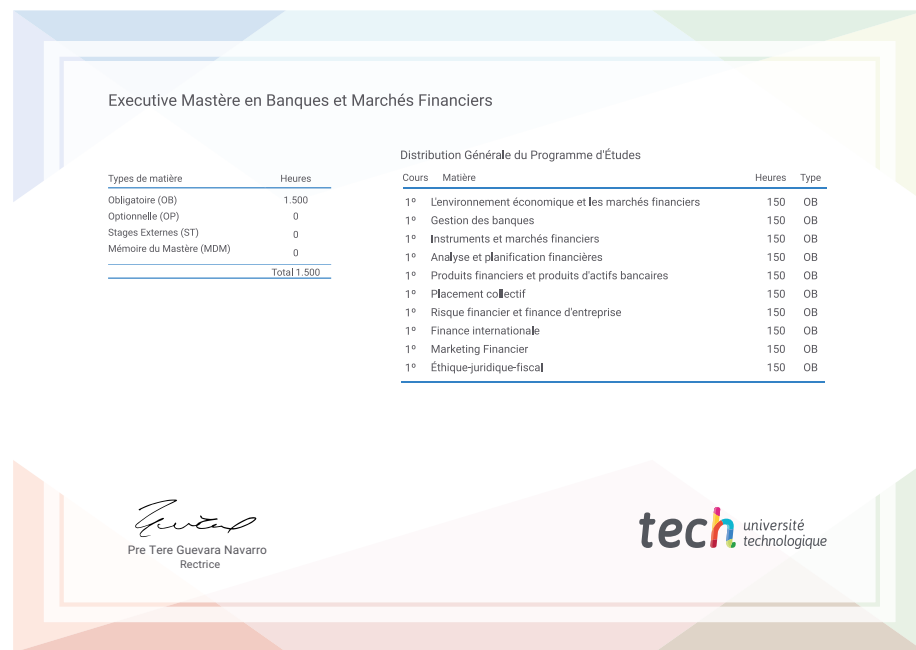 Executive Mastère en Banques et Marchés Financiers
Types de matière Heures
Obligatoire (OB) 1.500
Optionnelle (OP) 0
Stages Externes (ST) 0
Mémoire du Mastère (MDM) 0
Total 1.500
Distribution Générale du Programme d'Études
Cours Matière Heures Type
1º L'environnement économique et les marchés financiers 150 OB
1º Gestion des banques 150 OB
1º Instruments et marchés financiers 150 OB
1º Analyse et planification financières 150 OB
1º Produits financiers et produits d'actifs bancaires 150 OB
1º Placement collectif 150 OB
1º Risque financier et finance d'entreprise 150 OB
1º Finance internationale 150 OB
1º Marketing Financier 150 OB
1º Éthique-juridique-fiscal 150 OB
Pre Tere Guevara Navarro
Rectrice
tech université
technologique